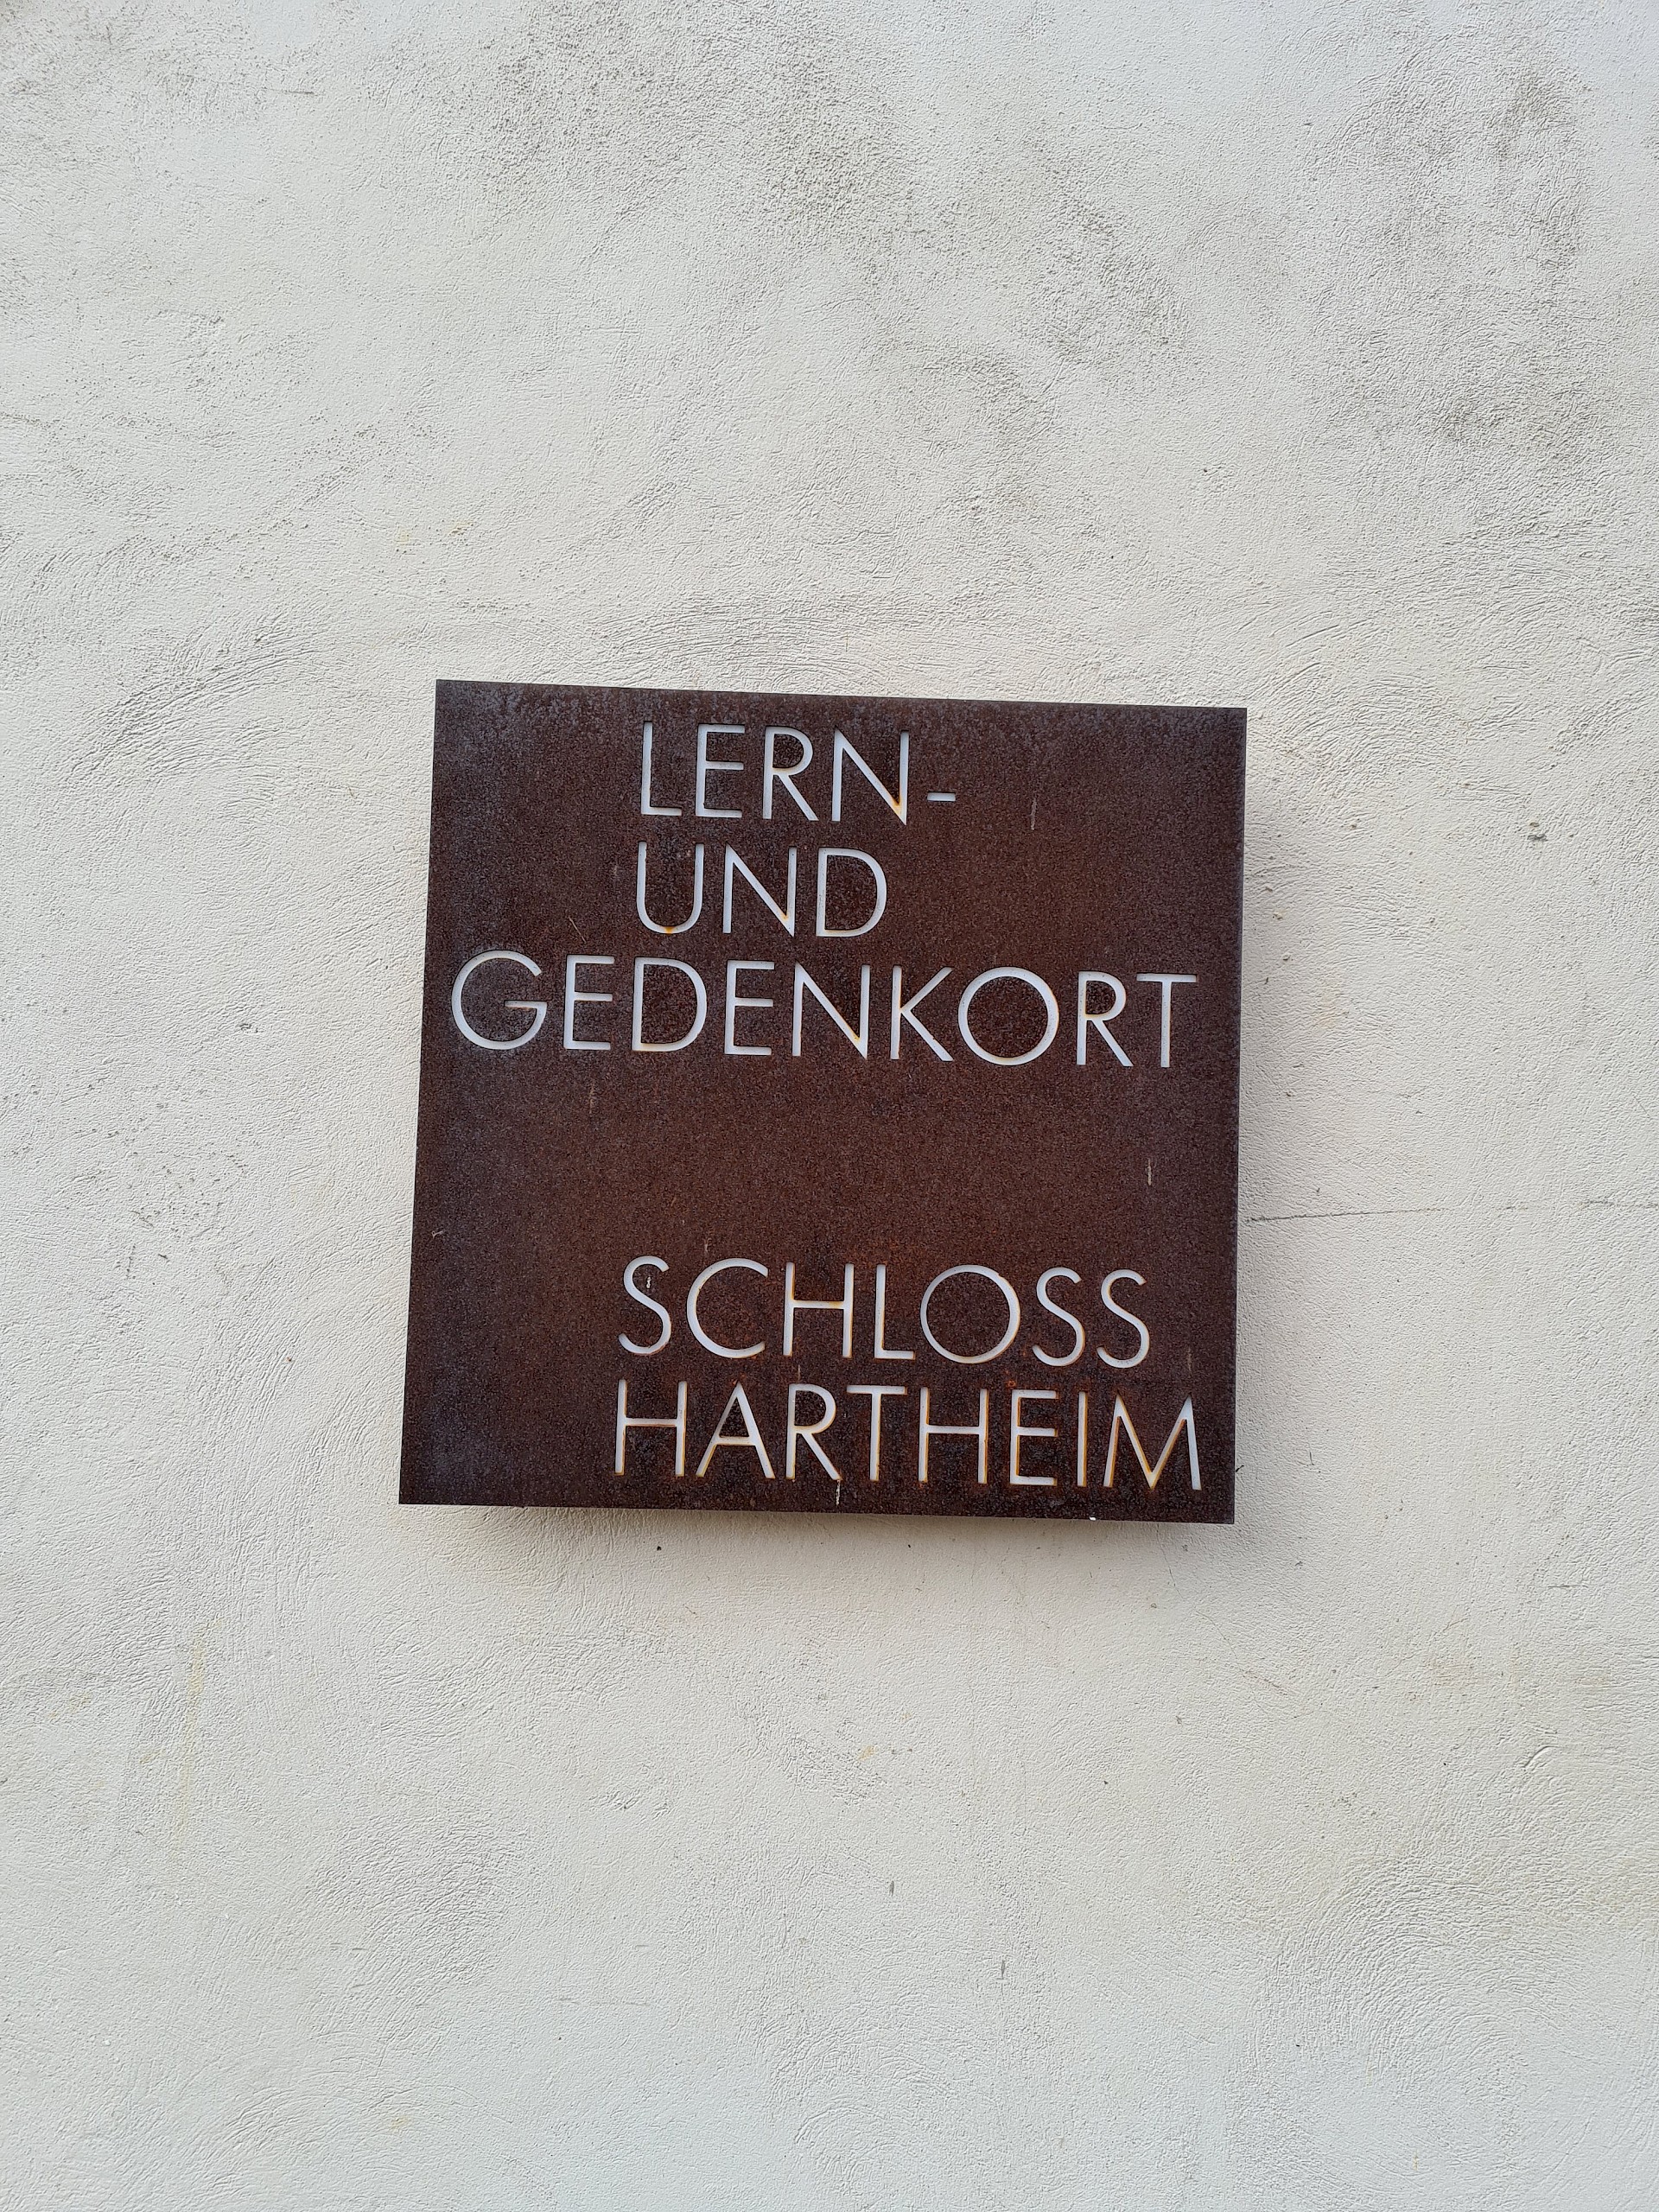 LERN-
UND
GEDENKORT
SCHLOSS
HARTHEIM